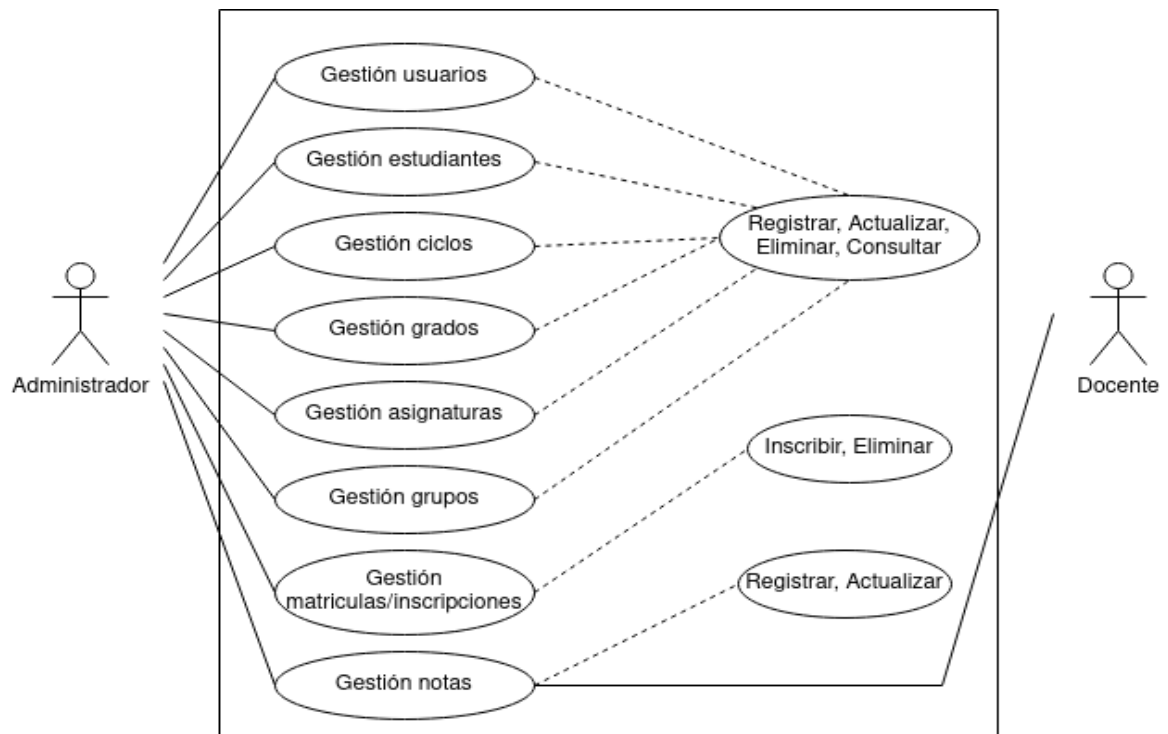 Gestión usuarios
Gestión estudiantes
Registrar, Actualizar,
Eliminar, Consultar
Gestión ciclos
Gestión grados
Administrador
Docente
Gestión asignaturas
Inscribir, Eliminar
Gestión grupos
Gestión
matriculas/inscripciones
Registrar, Actualizar
Gestión notas